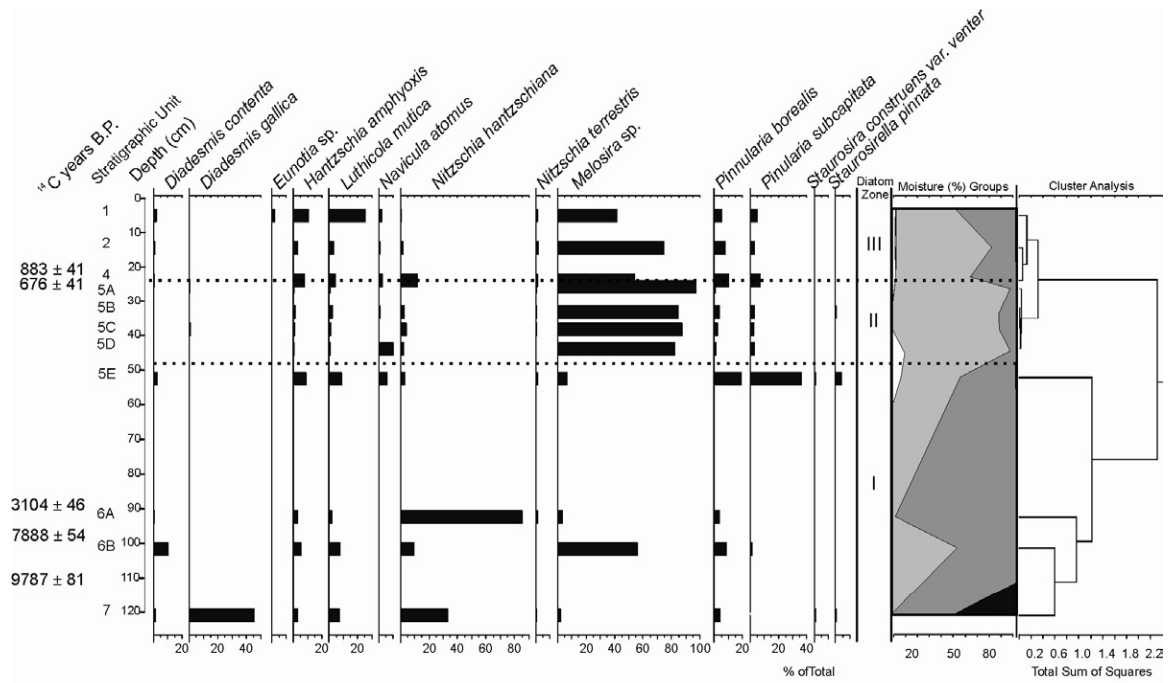 ¹⁴C years B.P.
Stratigraphic Unit
Depth (cm)
Diadesmis contenta
Diadesmis gallica
Eunotia sp.
Hantzschia amphyoxis
Luthicola mutica
Navicula atomus
Nitzschia hantzschiana
Nitzschia terrestris
Melosira sp.
Pinnularia borealis
Pinularia subcapitata
Staurosira construens var. venter
Staurosirella pinnata
Diatom Zone
Moisture (%) Groups
Cluster Analysis
0
1
10
2
III
883 ± 41
20
4
676 ± 41
5A
30
5B
5C
II
40
5D
50
5E
60
70
80
I
3104 ± 46
90
6A
7888 ± 54
100
6B
9787 ± 81
110
7
120
20 20 40 20 20 20 40 60 80 20 40 60 80 100 20 20 40 20 50 80 0.2 0.6 1.0 1.4 1.8 2.2
% ofTotal
Total Sum of Squares